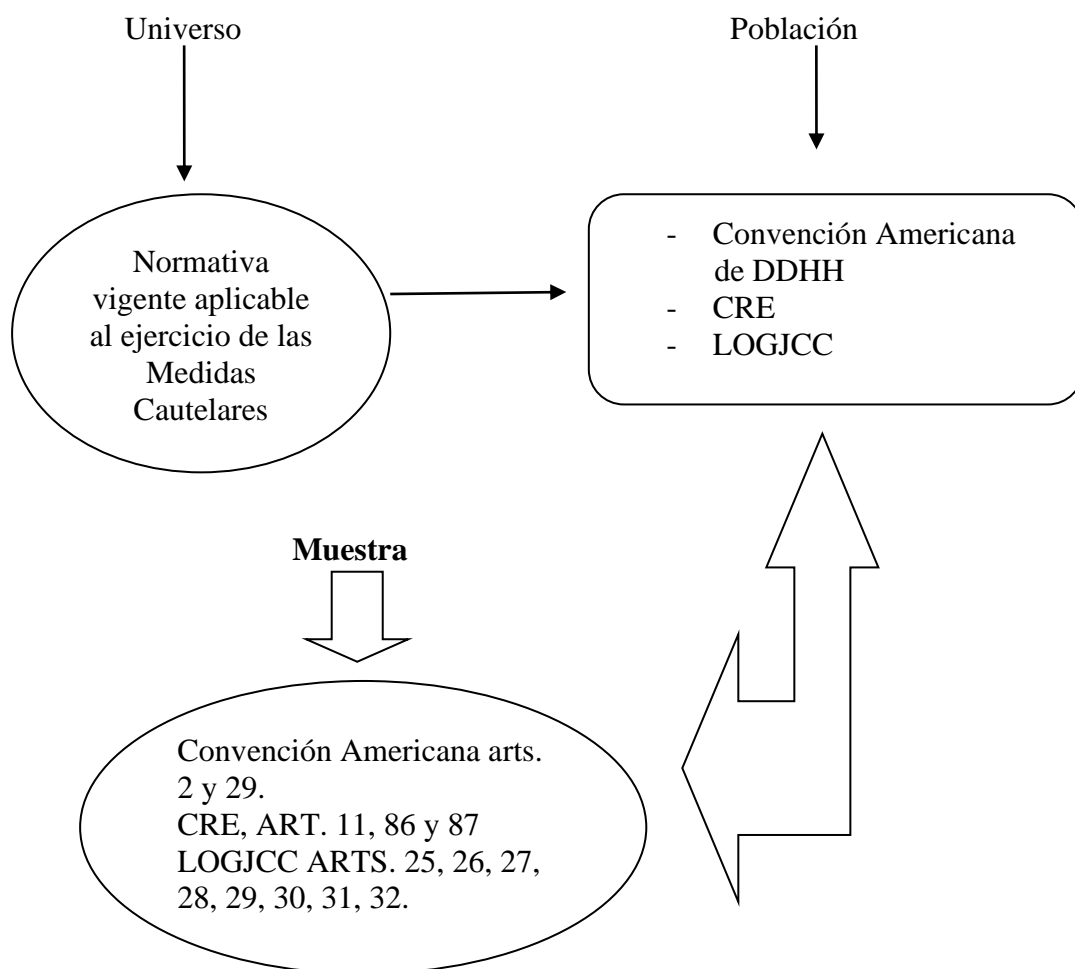 Universo
Población
Normativa
vigente aplicable
al ejercicio de las
Medidas
Cautelares
- Convención Americana
de DDHH
- CRE
- LOGJCC
Muestra
Convención Americana arts.
2 y 29.
CRE, ART. 11, 86 y 87
LOGJCC ARTS. 25, 26, 27,
28, 29, 30, 31, 32.